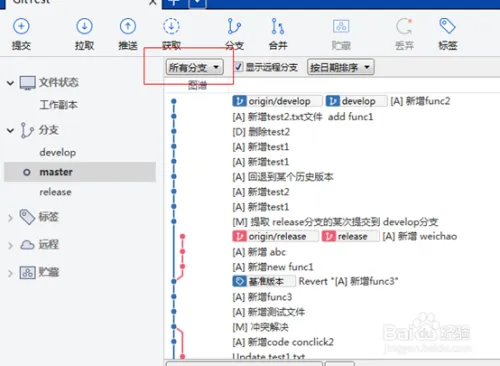 GitTest
提交 拉取 推送 获取 分支 合并 贮藏 丢弃 标签
所有分支 显示远程分支 按日期排序
图谱
文件状态
工作副本
分支
develop
master
release
标签
远程
贮藏
origin/develop develop [A] 新增func2
[A] 新增test2.txt文件 add func1
[D] 删除test2
[A] 新增test1
[A] 新增test1
[A] 回退到某个历史版本
[A] 新增test2
[A] 新增test1
[M] 提取 release分支的某次提交到 develop分支
origin/release release [A] 新增 weichao
[A] 新增 abc
[A] 新增new func1
基准版本 Revert "[A] 新增func3"
[A] 新增func3
[A] 新增测试文件
[M] 冲突解决
[A] 新增code conclick2
Update test1.txt
Baidu 经验
jingyan.baidu.com